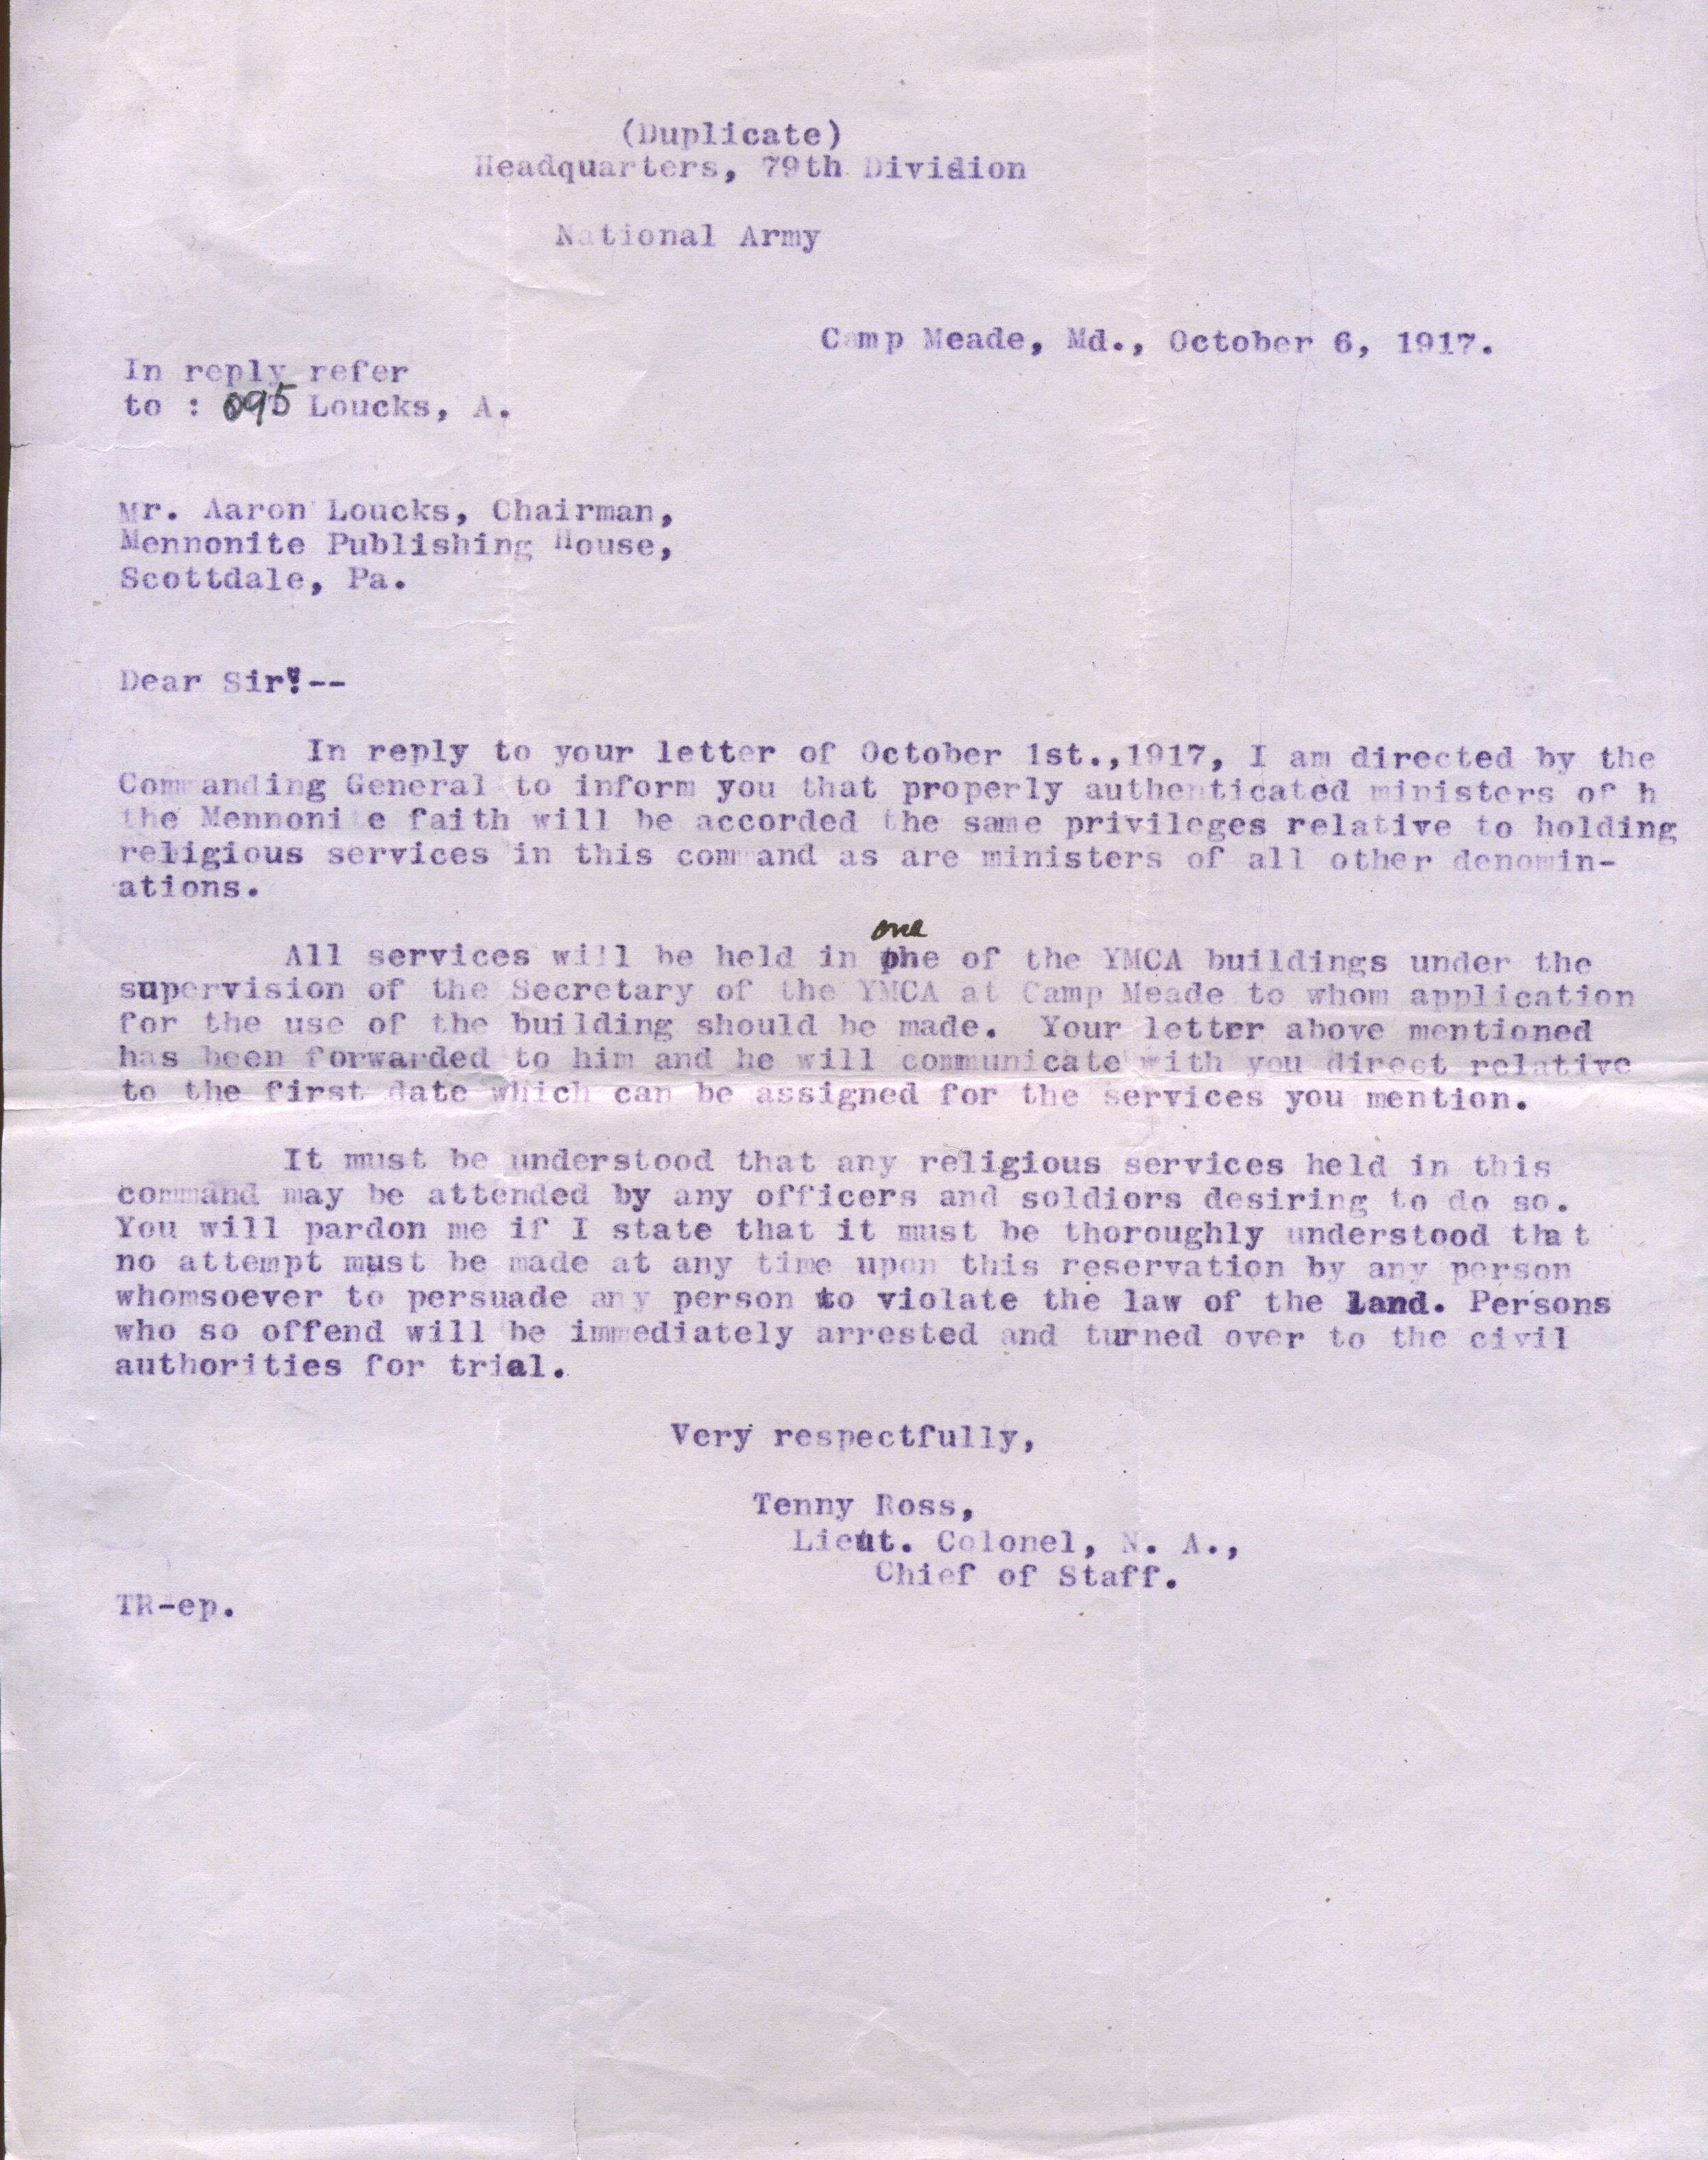 (Duplicate)
Headquarters, 79th Division
National Army
Camp Meade, Md., October 6, 1917.
In reply refer
to : 095 Loucks, A.
Mr. Aaron Loucks, Chairman,
Mennonite Publishing House,
Scottdale, Pa.
Dear Sir:--
In reply to your letter of October 1st.,1917, I am directed by the
Commanding General to inform you that properly authenticated ministers of h
the Mennonite faith will be accorded the same privileges relative to holding
religious services in this command as are ministers of all other denomin-
ations.
one
All services will be held in phe of the YMCA buildings under the
supervision of the Secretary of the YMCA at Camp Meade to whom application
for the use of the building should be made. Your letter above mentioned
has been forwarded to him and he will communicate with you direct relative
to the first date which can be assigned for the services you mention.
It must be understood that any religious services held in this
command may be attended by any officers and soldiors desiring to do so.
You will pardon me if I state that it must be thoroughly understood that
no attempt must be made at any time upon this reservation by any person
whomsoever to persuade any person to violate the law of the land. Persons
who so offend will be immediately arrested and turned over to the civil
authorities for trial.
Very respectfully,
Tenny Ross,
Lieut. Colonel, N. A.,
Chief of Staff.
TR-ep.